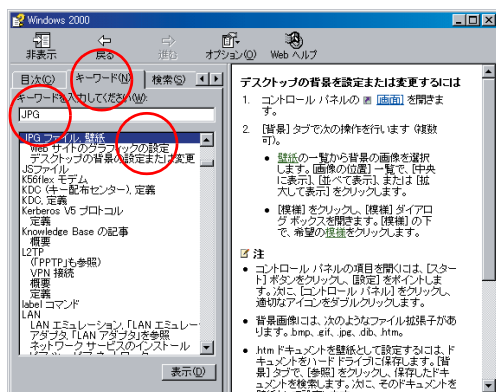 Windows 2000
非表示
戻る
進む
オプション(O)
Web ヘルプ
目次(C)
キーワード(N)
検索(S)
キーワードを入力してください(W):
JPG
JPG ファイル, 壁紙
Web サイトのグラフィックの設定
デスクトップの背景の設定または変更
JSファイル
K56flex モデム
KDC (キー配布センター), 定義
KDC, 定義
Kerberos V5 プロトコル
定義
Knowledge Base の記事
概要
L2TP
(「PPTP」も参照)
VPN 接続
概要
定義
label コマンド
LAN
LAN エミュレーション, 「LAN エミュレー
アダプタ, 「LAN アダプタ」を参照
ネットワーク サービスのインストール
表示(D)
デスクトップの背景を設定または変更するには
1. コントロール パネルの [画面] を開きま
す。
2. [背景] タブで次の操作を行います (複数
可)。
• 壁紙の一覧から背景の画像を選択
します。[画像の位置] 一覧で、[中央
に表示]、[並べて表示]、または [拡
大して表示] をクリックします。
• [模様] をクリックし、[模様] ダイアロ
グ ボックスを開きます。[模様] の下
で、希望の模様をクリックします。
注
• コントロール パネルの項目を開くには、[スター
ト] ボタンをクリックし、[設定] をポイントしま
す。次に、[コントロール パネル] をクリックし、
適切なアイコンをダブルクリックします。
• 背景画像には、次のようなファイル拡張子があ
ります。.bmp、.gif、.jpe、.dib、.htm。
• .htm ドキュメントを壁紙として設定するには、ド
キュメントをハード ドライブに保存します。[背
景] タブで、[参照] をクリックし、保存したドキ
ュメントを検索します。次に、そのドキュメントを